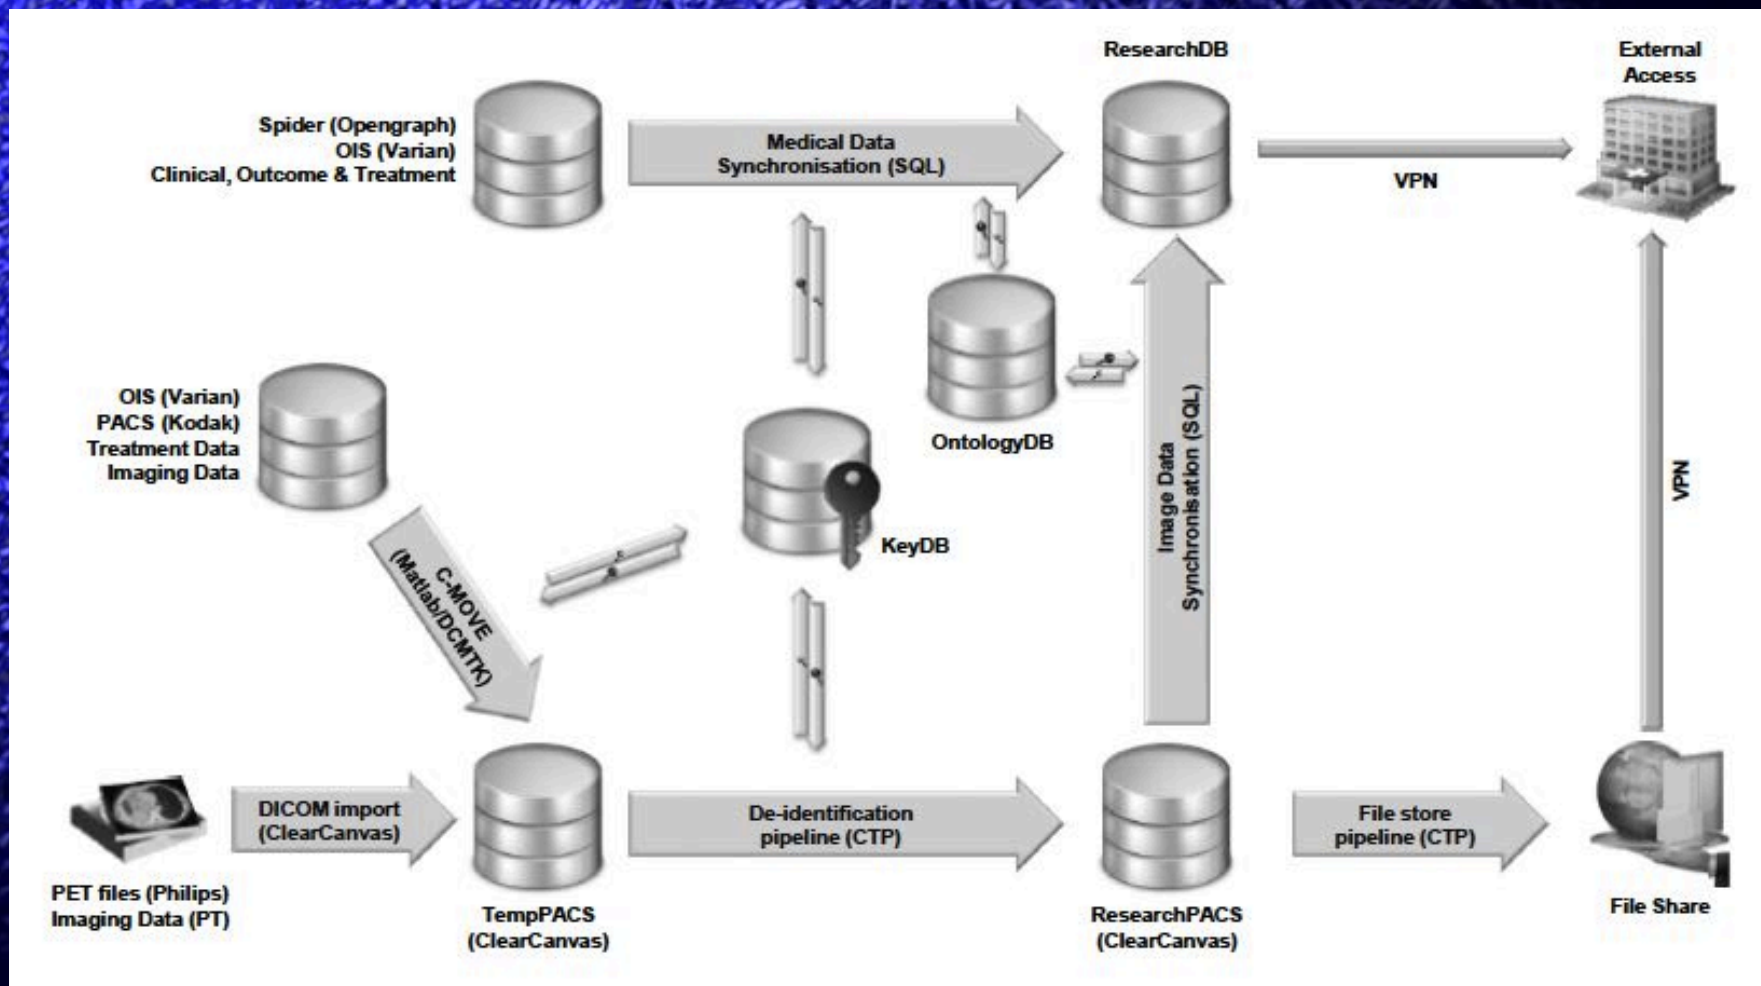 ResearchDB
External
Access
Spider (Opengraph)
OIS (Varian)
Clinical, Outcome & Treatment
Medical Data
Synchronisation (SQL)
VPN
OIS (Varian)
PACS (Kodak)
Treatment Data
Imaging Data
OntologyDB
KeyDB
C-MOVE
(Matlab/DCMTK)
Image Data
Synchronisation (SQL)
VPN
DICOM import
(ClearCanvas)
De-identification
pipeline (CTP)
File store
pipeline (CTP)
PET files (Philips)
Imaging Data (PT)
TempPACS
(ClearCanvas)
ResearchPACS
(ClearCanvas)
File Share